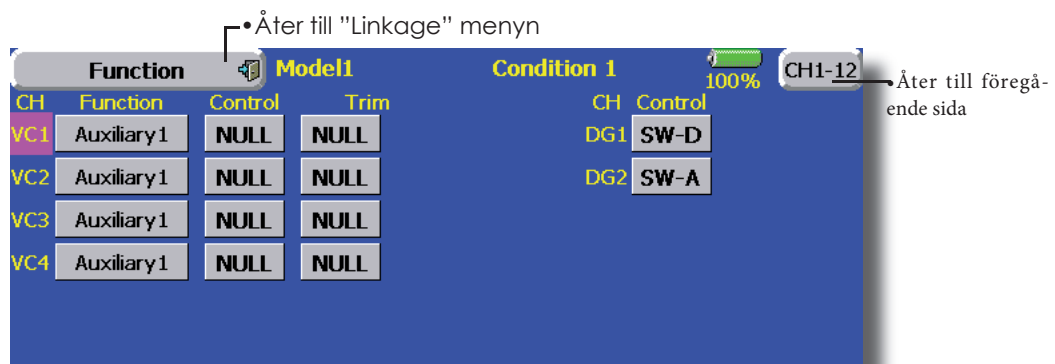 •Åter till ”Linkage” menyn
Function Model1 Condition 1 100% CH1-12
•Åter till föregå-
ende sida
CH Function Control Trim CH Control
VC1 Auxiliary1 NULL NULL DG1 SW-D
VC2 Auxiliary1 NULL NULL DG2 SW-A
VC3 Auxiliary1 NULL NULL
VC4 Auxiliary1 NULL NULL